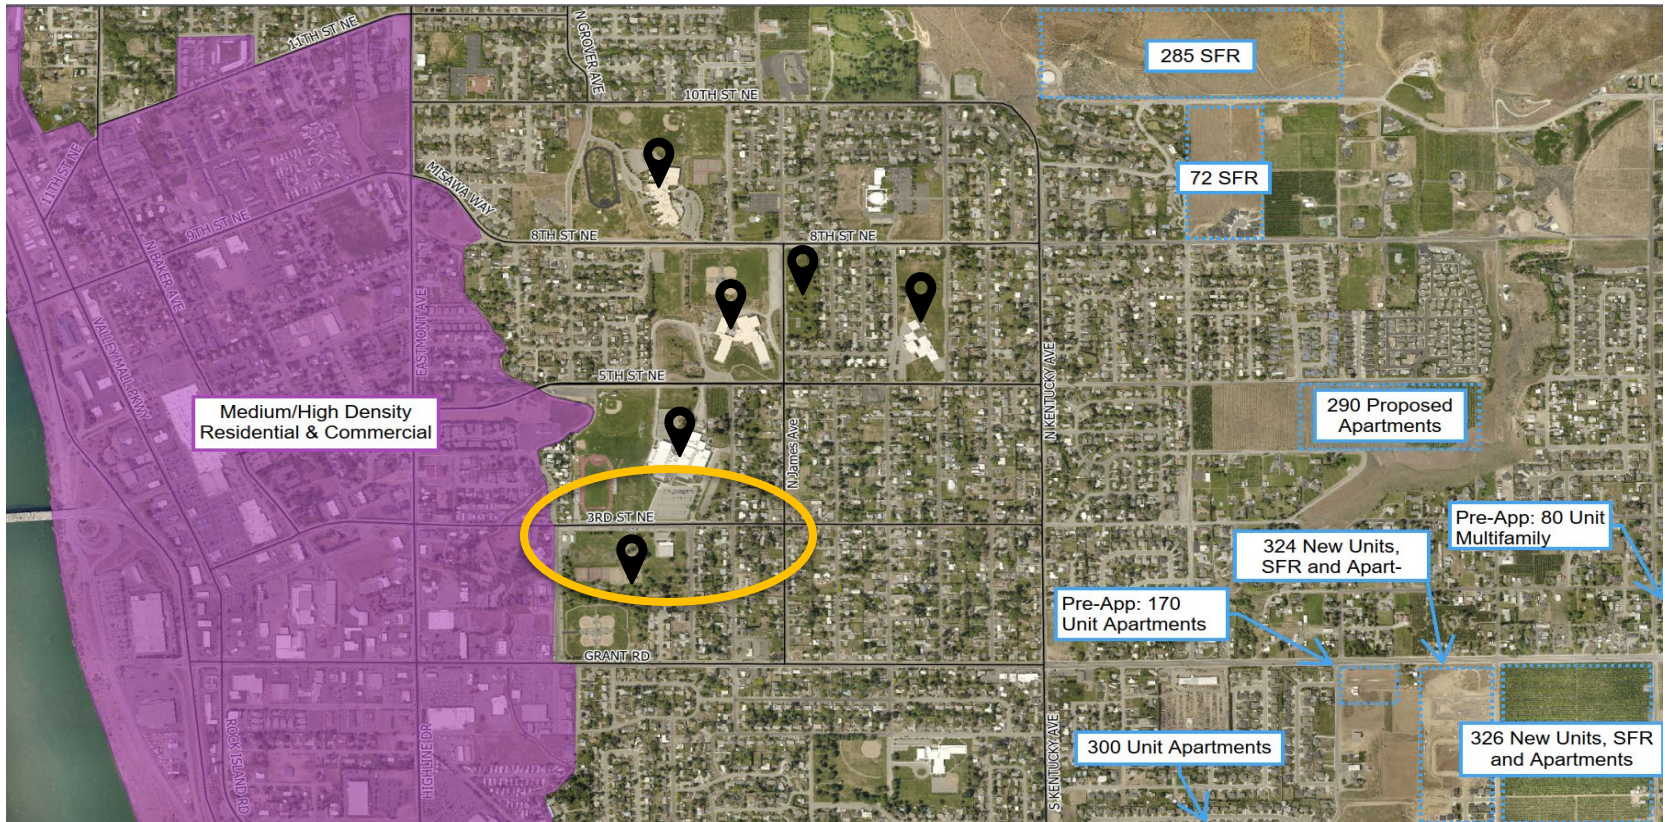 11TH ST NE
N GROVER AVE
285 SFR
10TH ST NE
11TH ST NE
MISAWA WAY
72 SFR
9TH ST NE
8TH ST NE
8TH ST NE
N BAKER AVE
EASTMONT AVE
VALLEY MALL PKWY
N KENTUCKY AVE
5TH ST NE
Medium/High Density
Residential & Commercial
290 Proposed
Apartments
N James Ave
3RD ST NE
Pre-App: 80 Unit
Multifamily
324 New Units,
SFR and Apart-
Pre-App: 170
Unit Apartments
GRANT RD
ROCK ISLAND RD
HIGHLINE DR
S KENTUCKY AVE
300 Unit Apartments
326 New Units, SFR
and Apartments